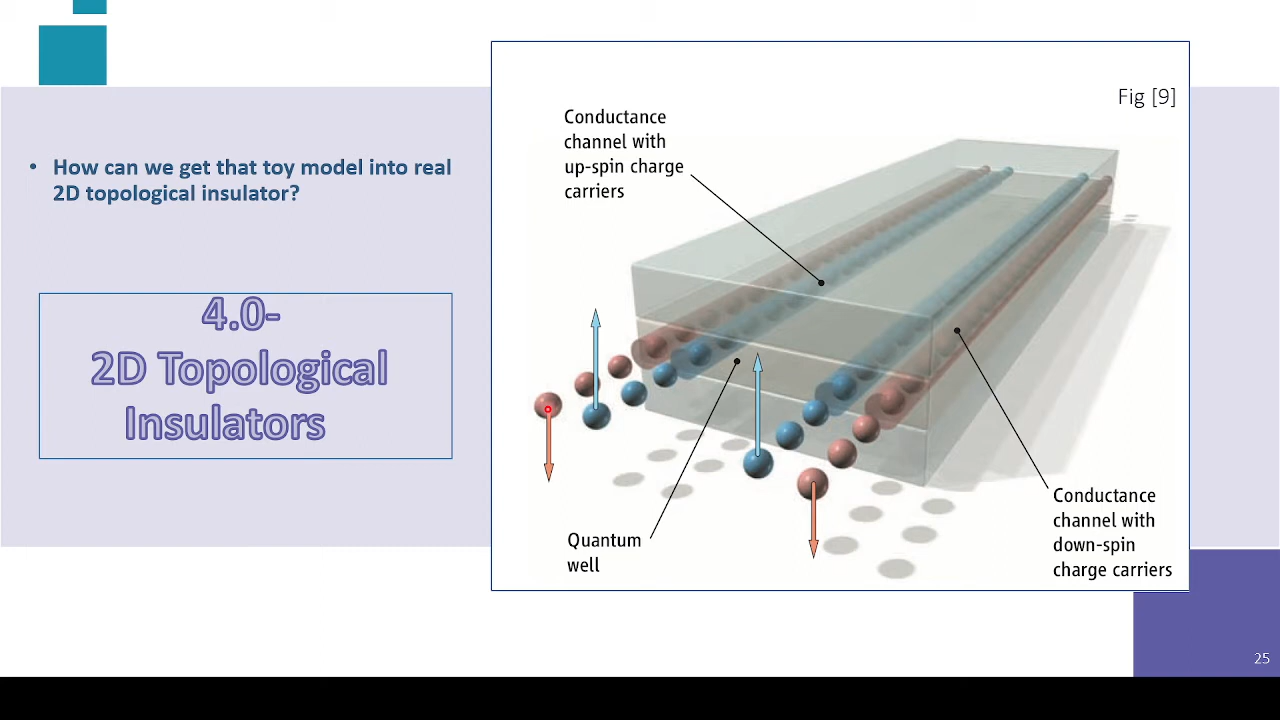 • How can we get that toy model into real
2D topological insulator?
4.0-
2D Topological
Insulators
Fig [9]
Conductance
channel with
up-spin charge
carriers
Quantum
well
Conductance
channel with
down-spin
charge carriers
25